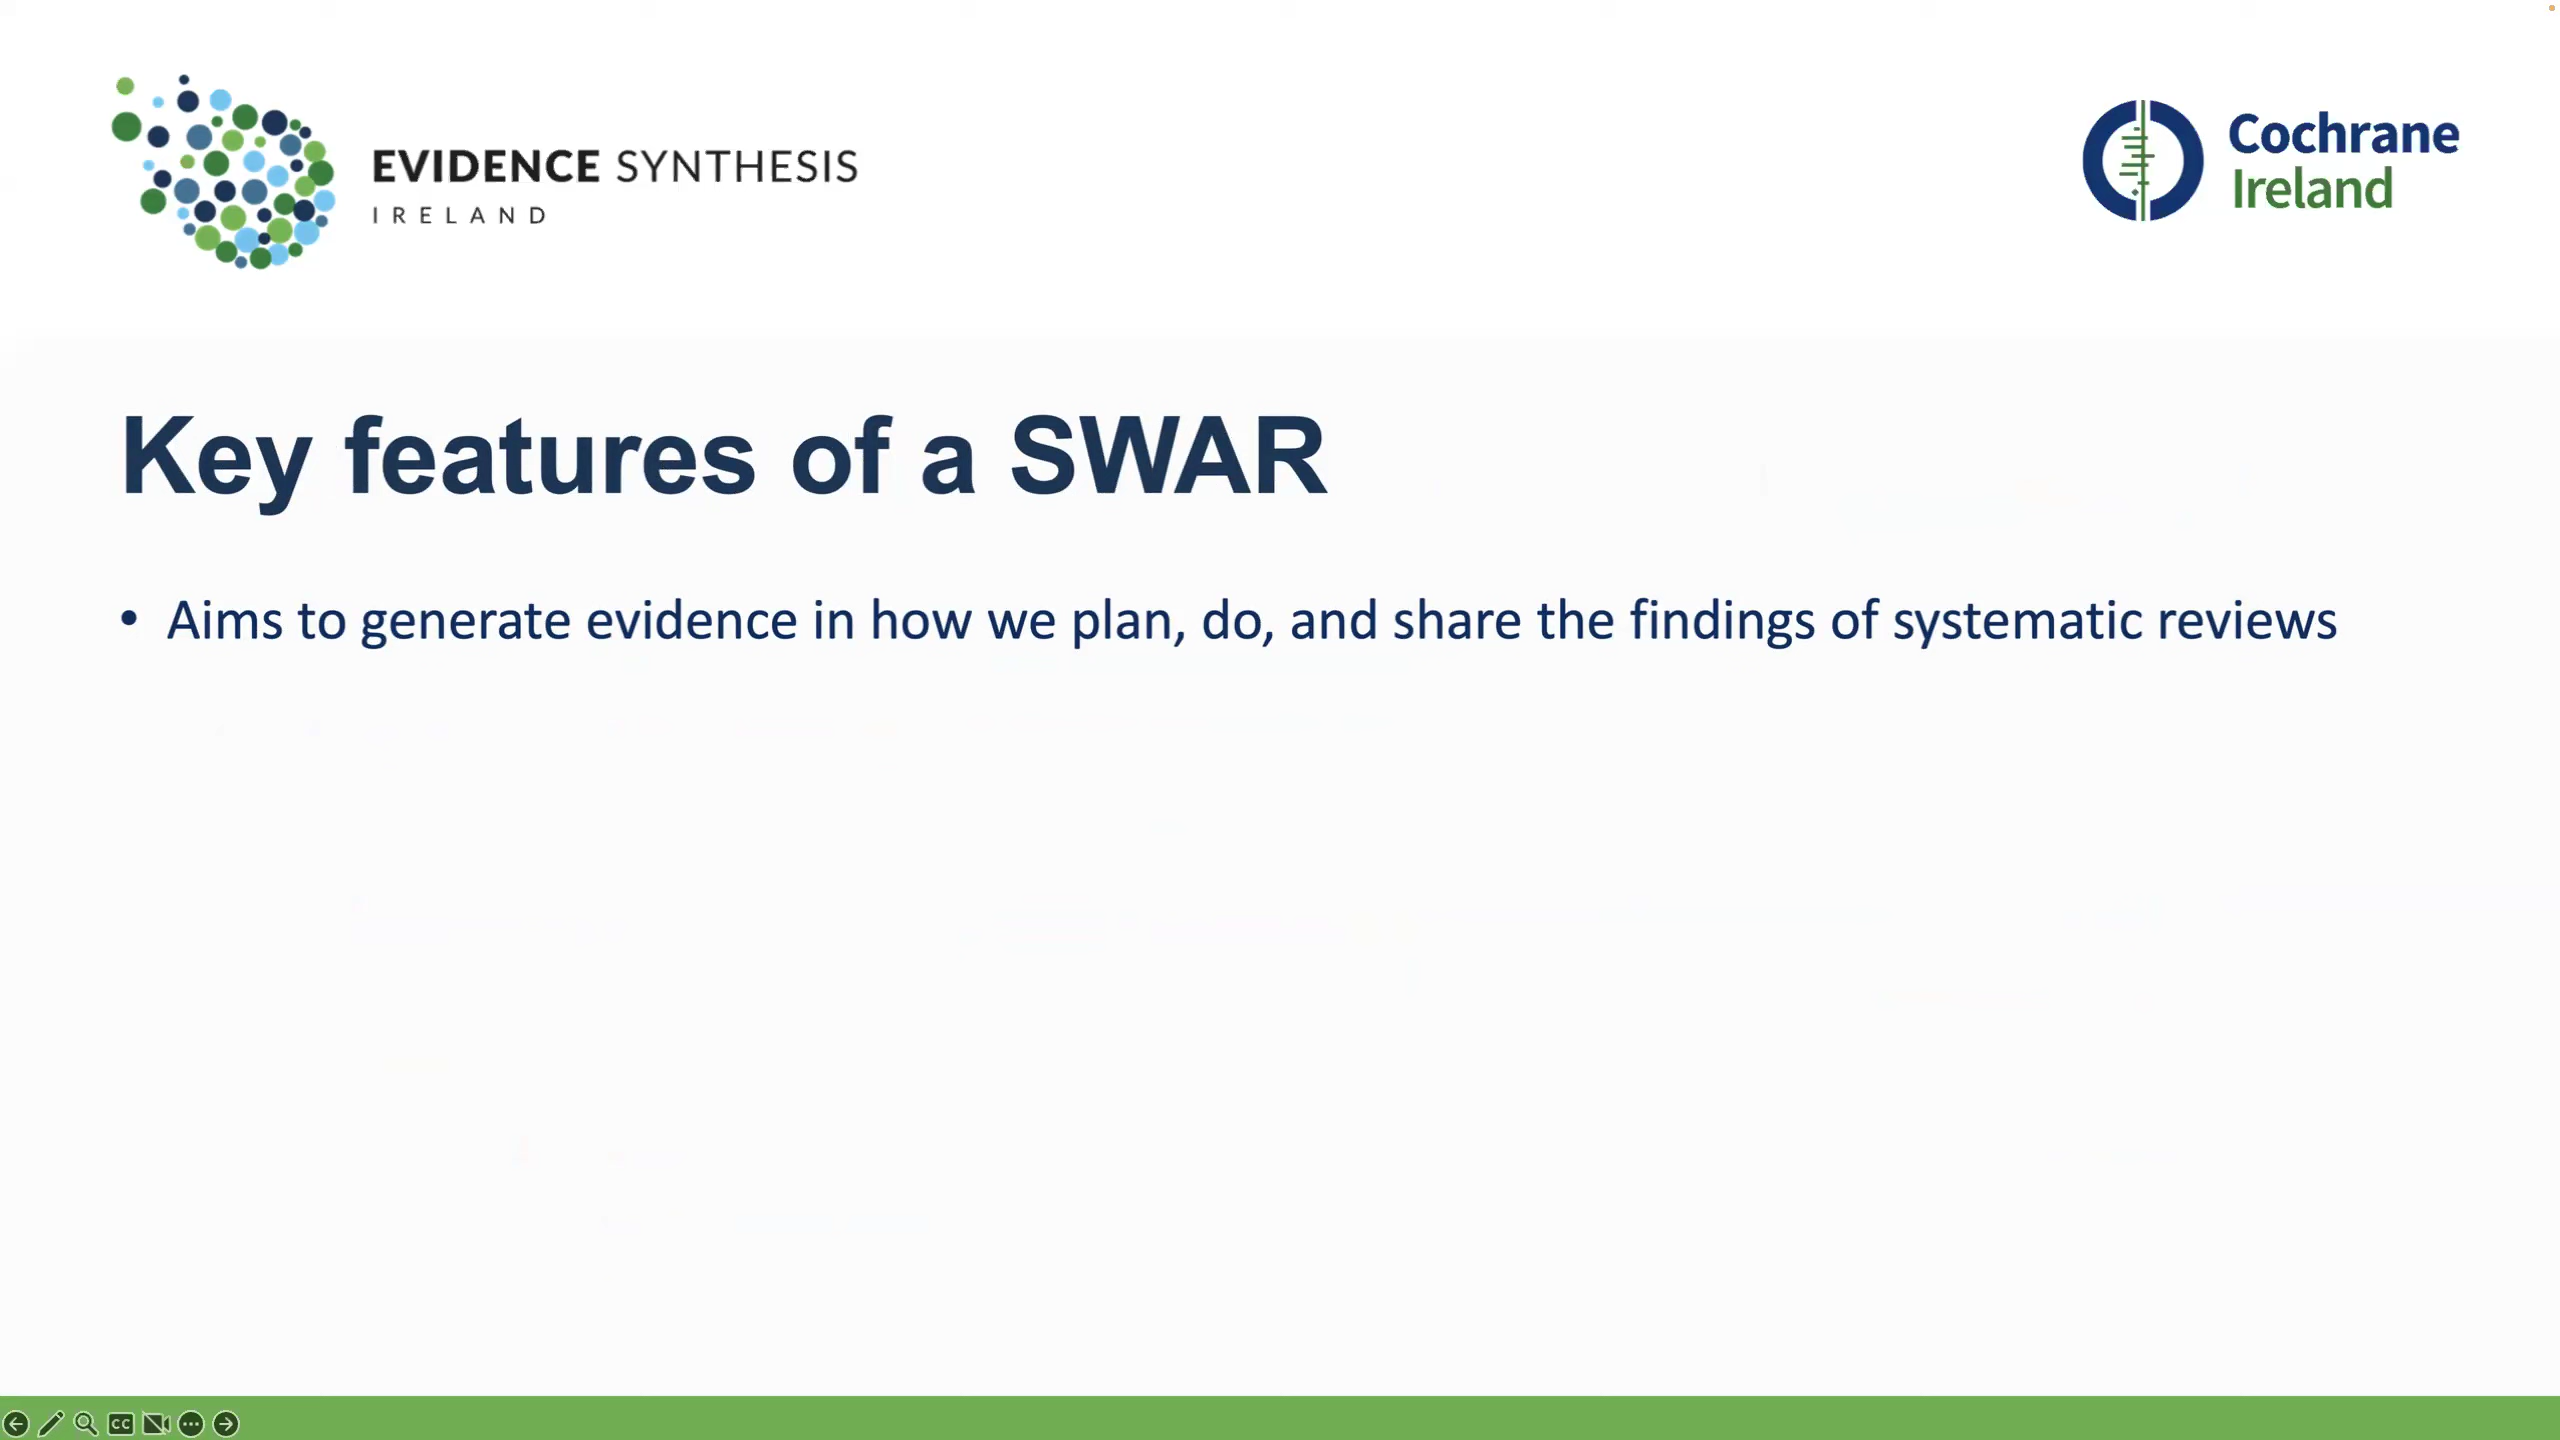 EVIDENCE SYNTHESIS
IRELAND
Cochrane
Ireland
Key features of a SWAR
• Aims to generate evidence in how we plan, do, and share the findings of systematic reviews
CC